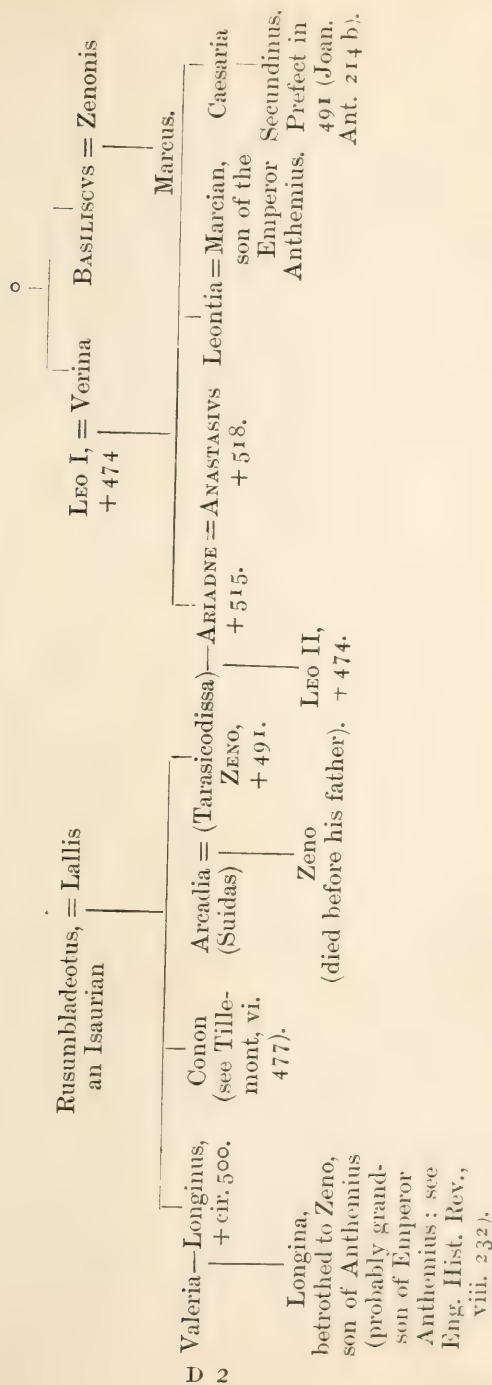 o
Rusumbladeotus, = Lallis
an Isaurian
LEO I, = Verina
+ 474
BASILISCVS = Zenonis
Marcus.
Valeria—Longinus,
+ cir. 500.
Conon
(see Tille-
mont, vi.
477).
Arcadia = (Tarasicodissa)—ARIADNE = ANASTASIVS
(Suidas)
ZENO,
+ 491.
+ 515.
+ 518.
Leontia = Marcian,
son of the
Emperor
Anthemius.
Caesaria
Secundinus.
Prefect in
491 (Joan.
Ant. 214 b).
Longina,
betrothed to Zeno,
son of Anthemius
(probably grand-
son of Emperor
Anthemius: see
Eng. Hist. Rev.,
viii. 232).
Zeno
(died before his father).
LEO II,
+ 474.
D 2